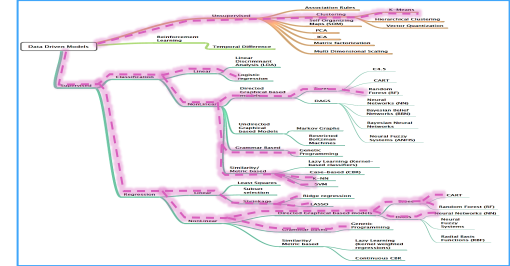 Association Rules
Unsupervised
Clustering
K-Means
Self Organizing
Maps (SOM)
Hierarchical Clustering
Vector Quantization
PCA
ICA
Matrix factorization
Multi Dimensional Scaling
Reinforcement
Learning
Temporal Difference
Data Driven Models
Supervised
Classification
Linear
Linear
Discriminant
Analysis (LDA)
Logistic
regression
Nonlinear
Directed
Graphical based
C4.5
CART
Random
Forest (RF)
DAGS
Neural
Networks (NN)
Bayesian Belief
Networks (BBN)
Bayesian Neural
Networks
Neural Fuzzy
Systems (ANFIS)
Undirected
Graphical
based Models
Markov Graphs
Restricted
Boltzman
Machines
Grammar Based
Genetic
Programming
Similarity/
Metric based
Lazy Learning (Kernel-
based classifiers)
Case-Based (CBR)
K-NN
SVM
Regression
Linear
Least Squares
Subset
selection
Shrinkage
Ridge regression
LASSO
Nonlinear
Directed Graphical based models
CART
Random Forest (RF)
Neural Networks (NN)
Neural
Fuzzy
Systems
Radial Basis
Functions (RBF)
Grammar Based
Genetic
Programming
Similarity/
Metric based
Lazy Learning
(Kernel weighted
regressions)
Continuous CBR